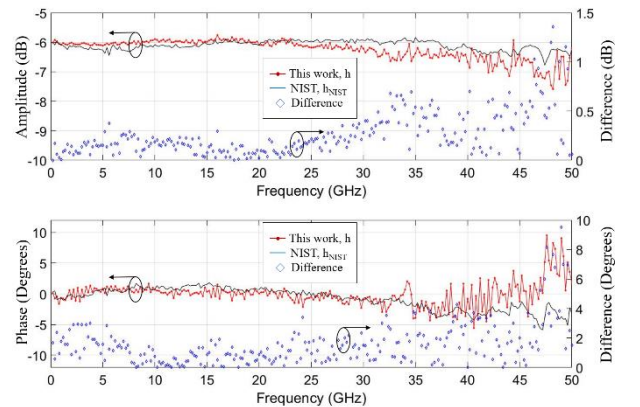 -5
-6
-7
-8
-9
-10
Amplitude (dB)
This work, h
NIST, hNIST
Difference
1.5
1
0.5
0
Difference (dB)
0 5 10 15 20 25 30 35 40 45 50
Frequency (GHz)
10
5
0
-5
-10
Phase (Degrees)
This work, h
NIST, hNIST
Difference
10
8
6
4
2
0
Difference (Degrees)
0 5 10 15 20 25 30 35 40 45 50
Frequency (GHz)